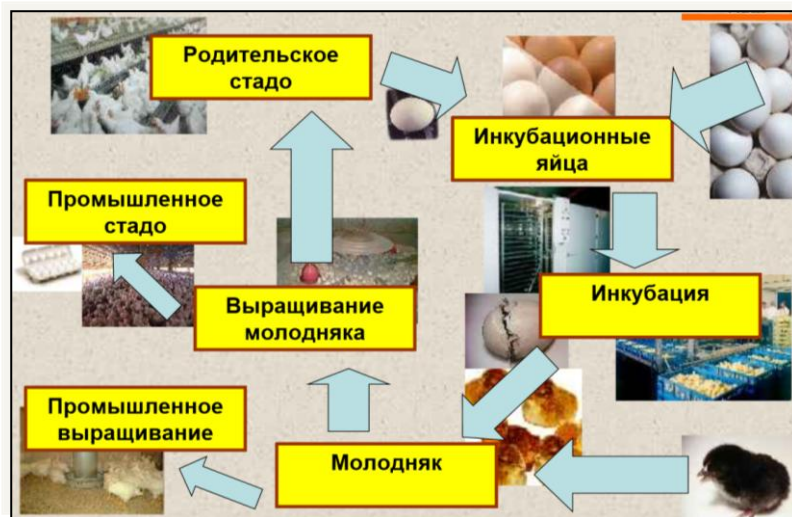 Родительское
стадо
Инкубационные
яйца
Промышленное
стадо
Выращивание
молодняка
Инкубация
Промышленное
выращивание
Молодняк